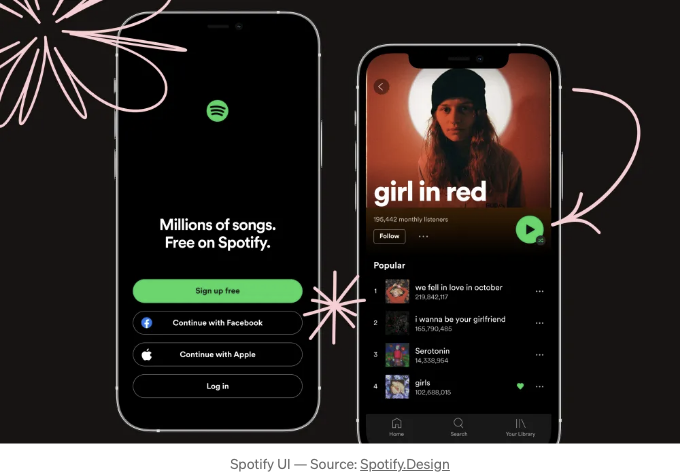 Millions of songs.
Free on Spotify.
Sign up free
Continue with Facebook
Continue with Apple
Log in
girl in red
196,442 monthly listeners
Follow
Popular
1 we fell in love in october
219,842,117
2 i wanna be your girlfriend
165,790,485
3 Serotonin
14,338,954
4 girls
102,688,015
Home Search Your Library
Spotify UI — Source: Spotify.Design